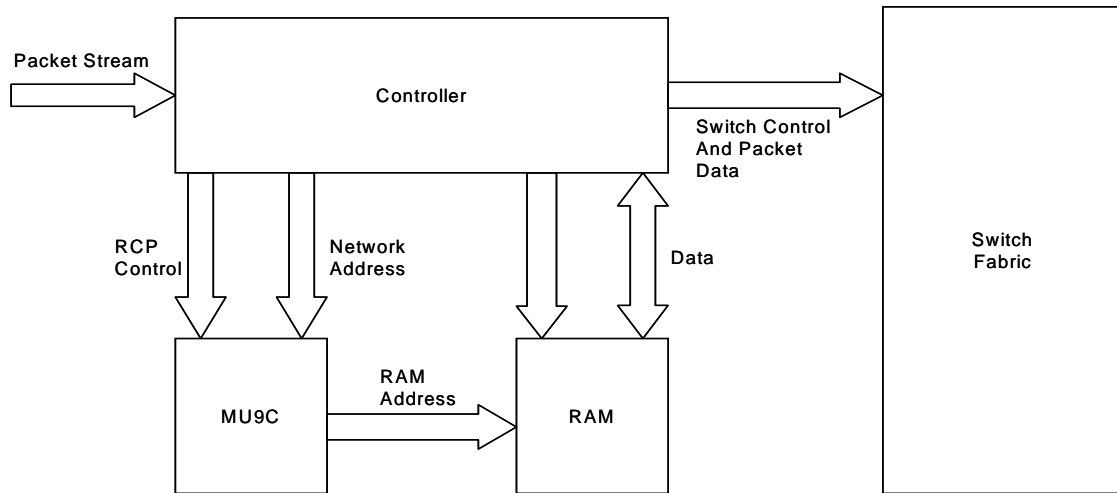 Packet Stream
Controller
Switch Control
And Packet
Data
RCP
Control
Network
Address
Data
Switch
Fabric
RAM
Address
MU9C
RAM